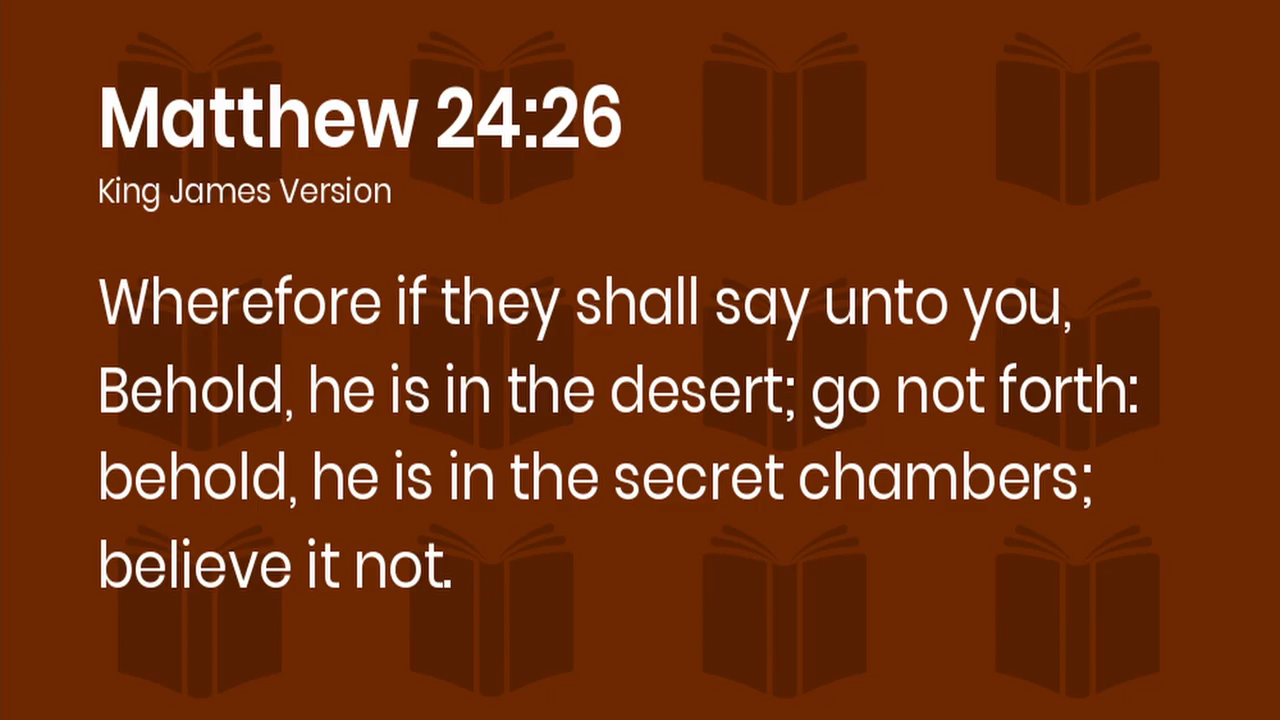 Matthew 24:26
King James Version
Wherefore if they shall say unto you,
Behold, he is in the desert; go not forth:
behold, he is in the secret chambers;
believe it not.